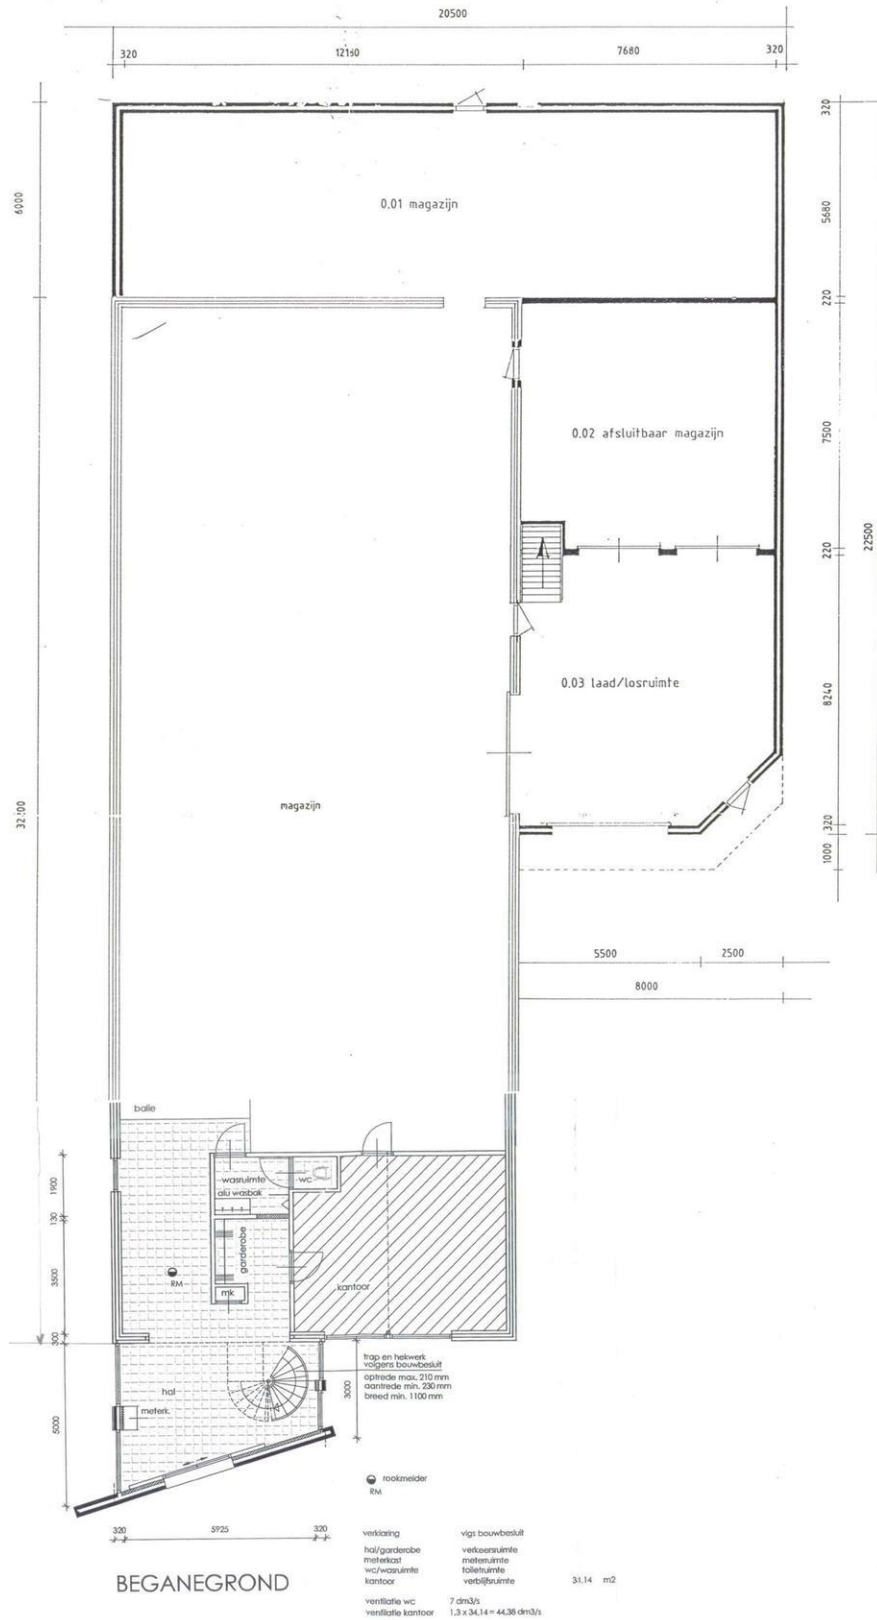 20500
320 12180 7680 320
6000
320
5680
0.01 magazijn
220
7500
0.02 afsluitbaar magazijn
220
22500
0.03 laad/losruimte
8240
magazijn
320
1000
5500 2500
8000
balie
wasruimte
wc
alu wasbak
1900
130
garderobe
3500
RM
mk
kantoor
300
trap en hekwerk
volgens bouwbesluit
optrede max. 210 mm
aantrede min. 230 mm
breed min. 1100 mm
3000
hal
meterk.
5000
rookmelder
RM
320 5925 320
verklaring vlgs bouwbesluit
hal/garderobe verkeersruimte
meterkast meterruimte
wc/wasruimte toiletruimte
kantoor verblijfsruimte 34,14 m2
BEGANEGROND
ventilatie wc 7 dm3/s
ventilatie kantoor 1,3 x 34,14 = 44,38 dm3/s